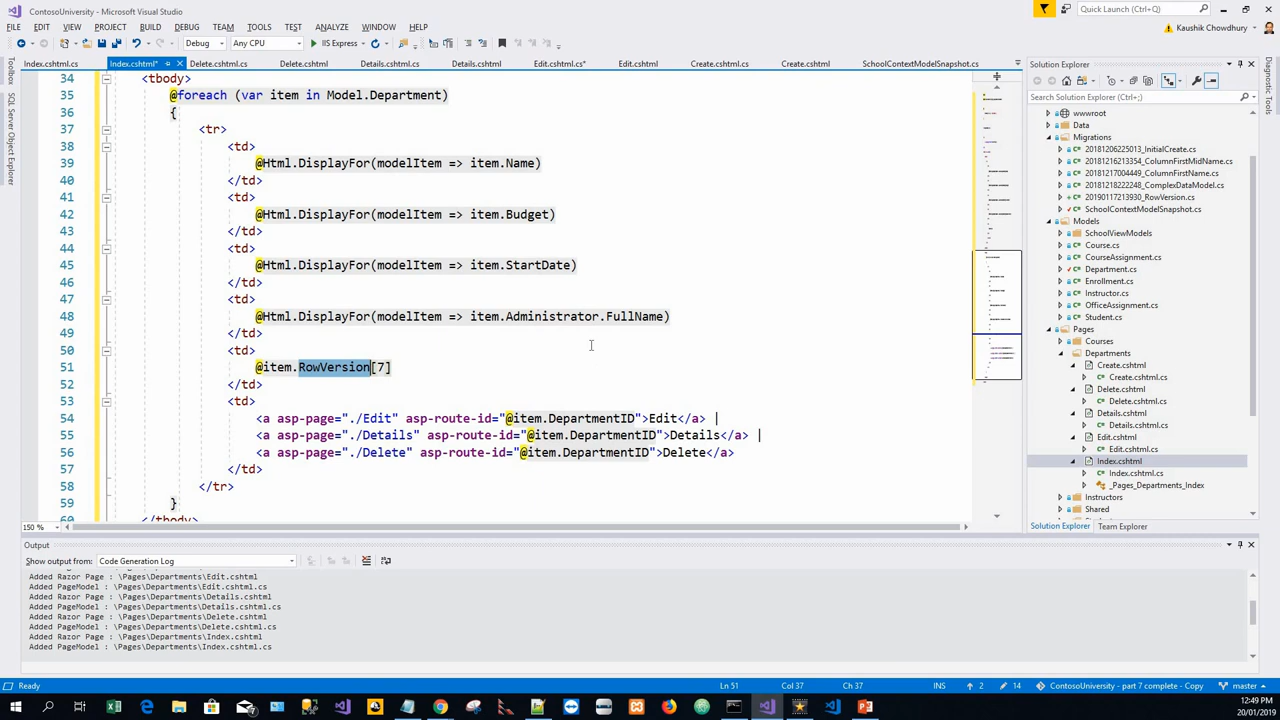 ContosoUniversity - Microsoft Visual Studio
Quick Launch (Ctrl+Q)
FILE EDIT VIEW PROJECT BUILD DEBUG TEAM TOOLS TEST ANALYZE WINDOW HELP
Kaushik Chowdhury
Debug Any CPU IIS Express
Index.cshtml.cs Index.cshtml* Delete.cshtml.cs Delete.cshtml Details.cshtml.cs Details.cshtml Edit.cshtml.cs* Edit.cshtml Create.cshtml.cs Create.cshtml SchoolContextModelSnapshot.cs
Toolbox
SQL Server Object Explorer
34 <tbody>
35 @foreach (var item in Model.Department)
36 {
37 <tr>
38 <td>
39 @Html.DisplayFor(modelItem => item.Name)
40 </td>
41 <td>
42 @Html.DisplayFor(modelItem => item.Budget)
43 </td>
44 <td>
45 @Html.DisplayFor(modelItem => item.StartDate)
46 </td>
47 <td>
48 @Html.DisplayFor(modelItem => item.Administrator.FullName)
49 </td>
50 <td>
51 @item.RowVersion[7]
52 </td>
53 <td>
54 <a asp-page="./Edit" asp-route-id="@item.DepartmentID">Edit</a> |
55 <a asp-page="./Details" asp-route-id="@item.DepartmentID">Details</a> |
56 <a asp-page="./Delete" asp-route-id="@item.DepartmentID">Delete</a>
57 </td>
58 </tr>
59 }
60 </tbody>
150 %
Solution Explorer
Search Solution Explorer (Ctrl+;)
wwwroot
Data
Migrations
20181206225013_InitialCreate.cs
20181216213354_ColumnFirstMidName.cs
20181217004449_ColumnFirstName.cs
20181218222248_ComplexDataModel.cs
20190117213930_RowVersion.cs
SchoolContextModelSnapshot.cs
Models
SchoolViewModels
Course.cs
CourseAssignment.cs
Department.cs
Enrollment.cs
Instructor.cs
OfficeAssignment.cs
Student.cs
Pages
Courses
Departments
Create.cshtml
Create.cshtml.cs
Delete.cshtml
Delete.cshtml.cs
Details.cshtml
Details.cshtml.cs
Edit.cshtml
Edit.cshtml.cs
Index.cshtml
Index.cshtml.cs
_Pages_Departments_Index
Instructors
Shared
Solution Explorer Team Explorer
Diagnostic Tools
Output
Show output from: Code Generation Log
Added Razor Page : \Pages\Departments\Edit.cshtml
Added PageModel : \Pages\Departments\Edit.cshtml.cs
Added Razor Page : \Pages\Departments\Details.cshtml
Added PageModel : \Pages\Departments\Details.cshtml.cs
Added Razor Page : \Pages\Departments\Delete.cshtml
Added PageModel : \Pages\Departments\Delete.cshtml.cs
Added Razor Page : \Pages\Departments\Index.cshtml
Added PageModel : \Pages\Departments\Index.cshtml.cs
Ready Ln 51 Col 37 Ch 37 INS 2 14 ContosoUniversity - part 7 complete - Copy master
12:49 PM
20/01/2019